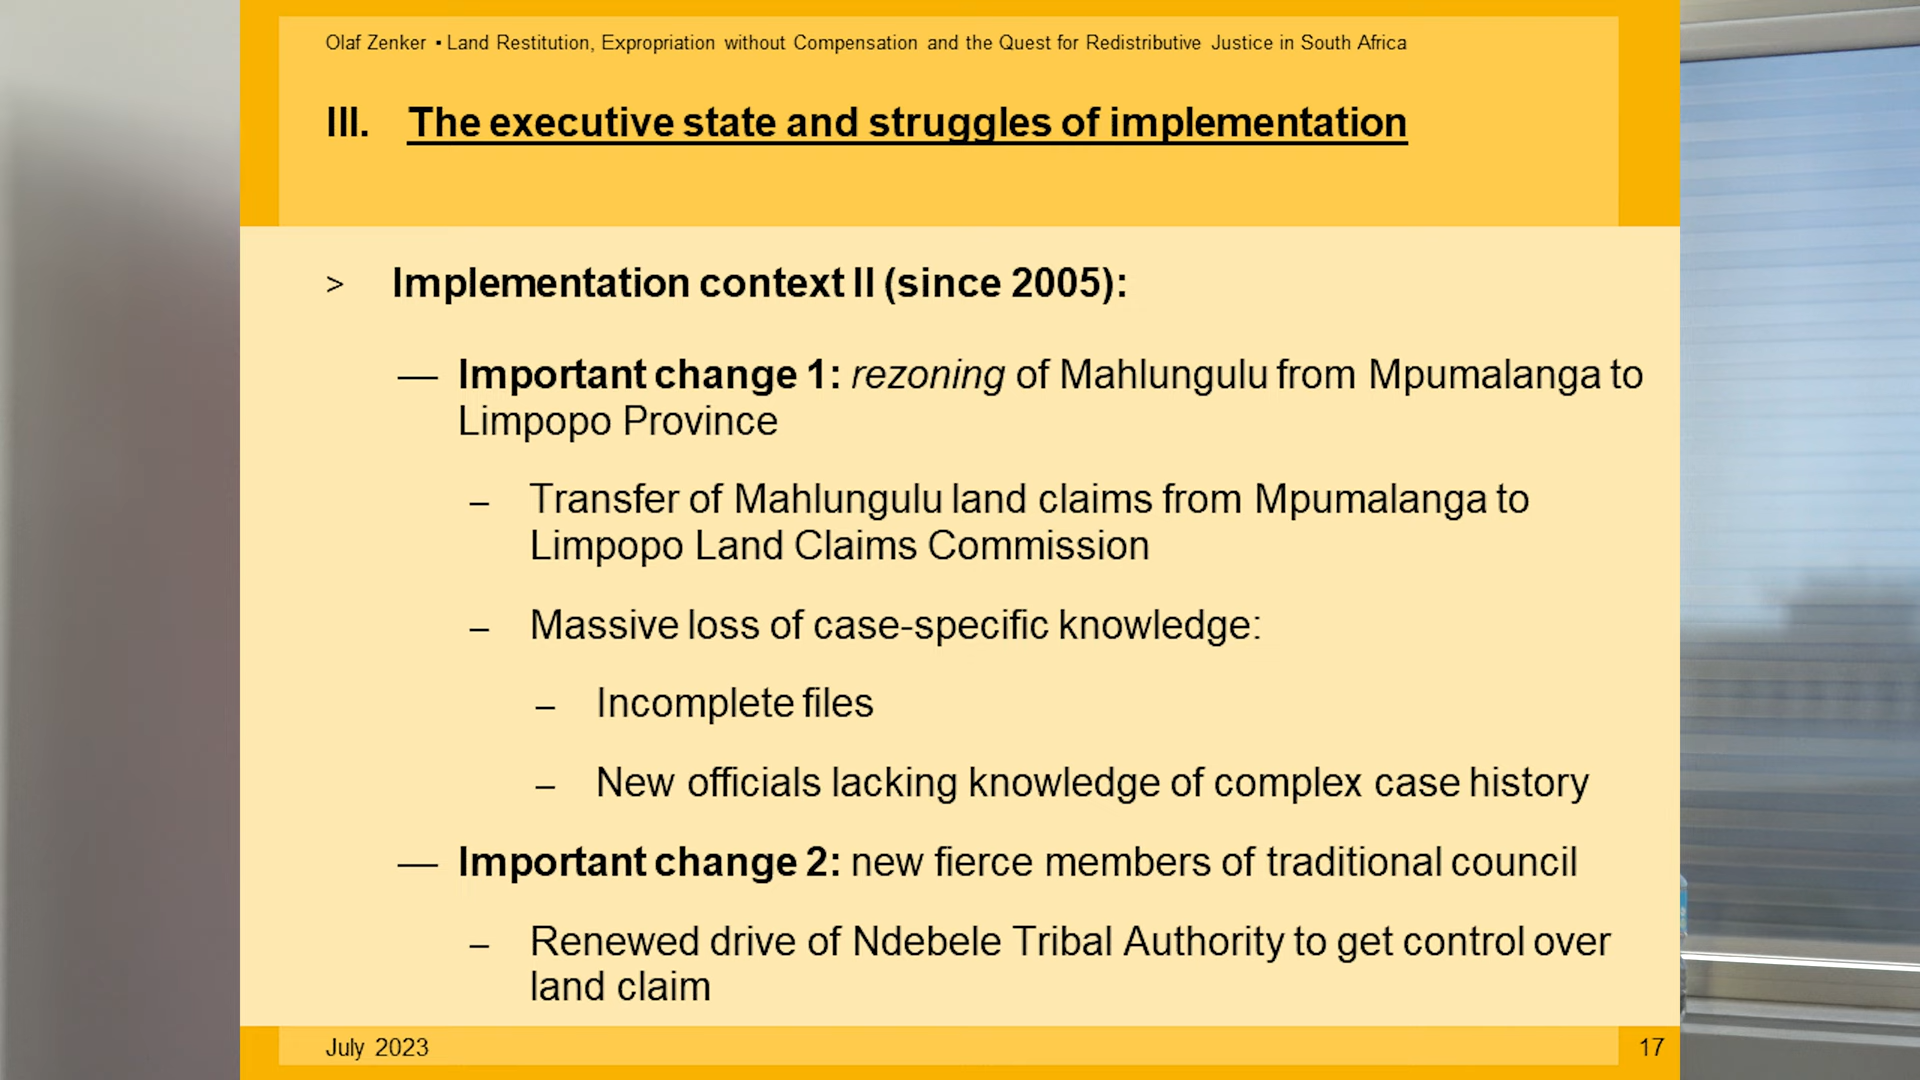 Olaf Zenker ▪ Land Restitution, Expropriation without Compensation and the Quest for Redistributive Justice in South Africa
III. The executive state and struggles of implementation
> Implementation context II (since 2005):
— Important change 1: rezoning of Mahlungulu from Mpumalanga to
Limpopo Province
– Transfer of Mahlungulu land claims from Mpumalanga to
Limpopo Land Claims Commission
– Massive loss of case-specific knowledge:
– Incomplete files
– New officials lacking knowledge of complex case history
— Important change 2: new fierce members of traditional council
– Renewed drive of Ndebele Tribal Authority to get control over
land claim
July 2023
17